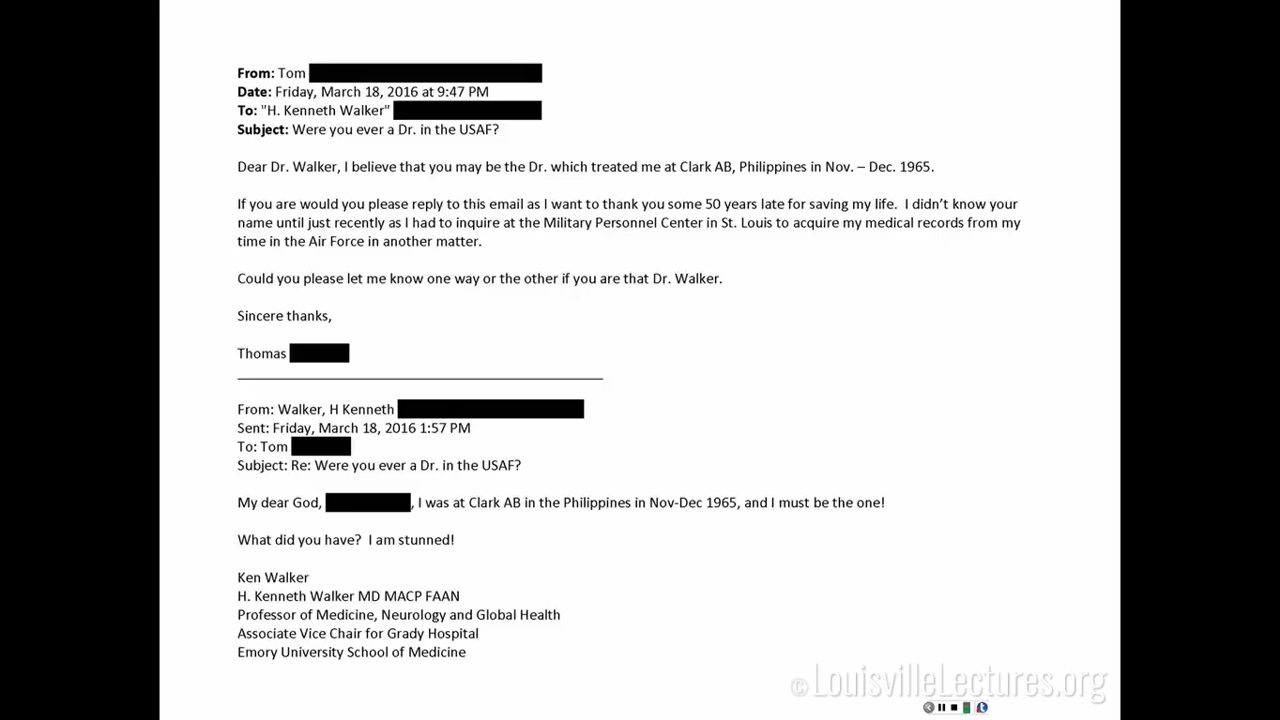 From: Tom
Date: Friday, March 18, 2016 at 9:47 PM
To: "H. Kenneth Walker"
Subject: Were you ever a Dr. in the USAF?
Dear Dr. Walker, I believe that you may be the Dr. which treated me at Clark AB, Philippines in Nov. – Dec. 1965.
If you are would you please reply to this email as I want to thank you some 50 years late for saving my life.  I didn't know your
name until just recently as I had to inquire at the Military Personnel Center in St. Louis to acquire my medical records from my
time in the Air Force in another matter.
Could you please let me know one way or the other if you are that Dr. Walker.
Sincere thanks,
Thomas
From: Walker, H Kenneth
Sent: Friday, March 18, 2016 1:57 PM
To: Tom
Subject: Re: Were you ever a Dr. in the USAF?
My dear God, , I was at Clark AB in the Philippines in Nov-Dec 1965, and I must be the one!
What did you have?  I am stunned!
Ken Walker
H. Kenneth Walker MD MACP FAAN
Professor of Medicine, Neurology and Global Health
Associate Vice Chair for Grady Hospital
Emory University School of Medicine
©LouisvilleLectures.org